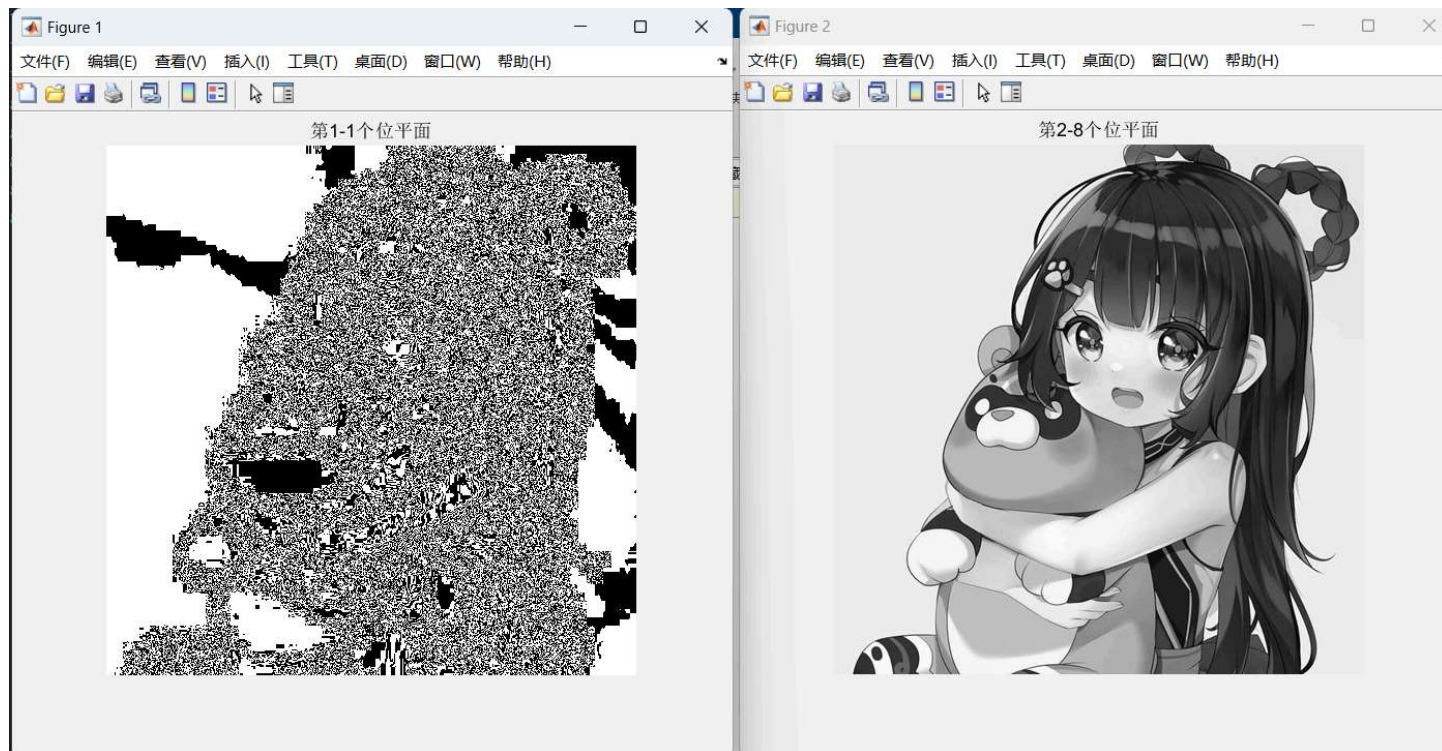 Figure 1
文件(F) 编辑(E) 查看(V) 插入(I) 工具(T) 桌面(D) 窗口(W) 帮助(H)
第1-1个位平面
Figure 2
文件(F) 编辑(E) 查看(V) 插入(I) 工具(T) 桌面(D) 窗口(W) 帮助(H)
第2-8个位平面